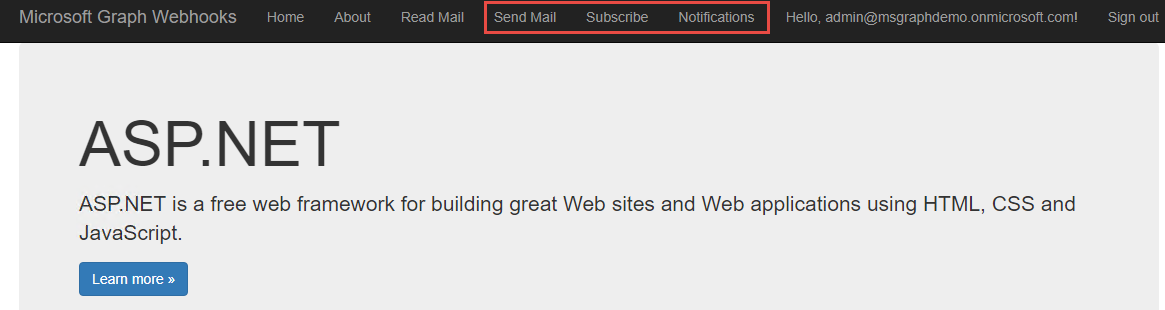 Microsoft Graph Webhooks Home About Read Mail Send Mail Subscribe Notifications Hello, admin@msgraphdemo.onmicrosoft.com! Sign out
ASP.NET
ASP.NET is a free web framework for building great Web sites and Web applications using HTML, CSS and
JavaScript.
Learn more »